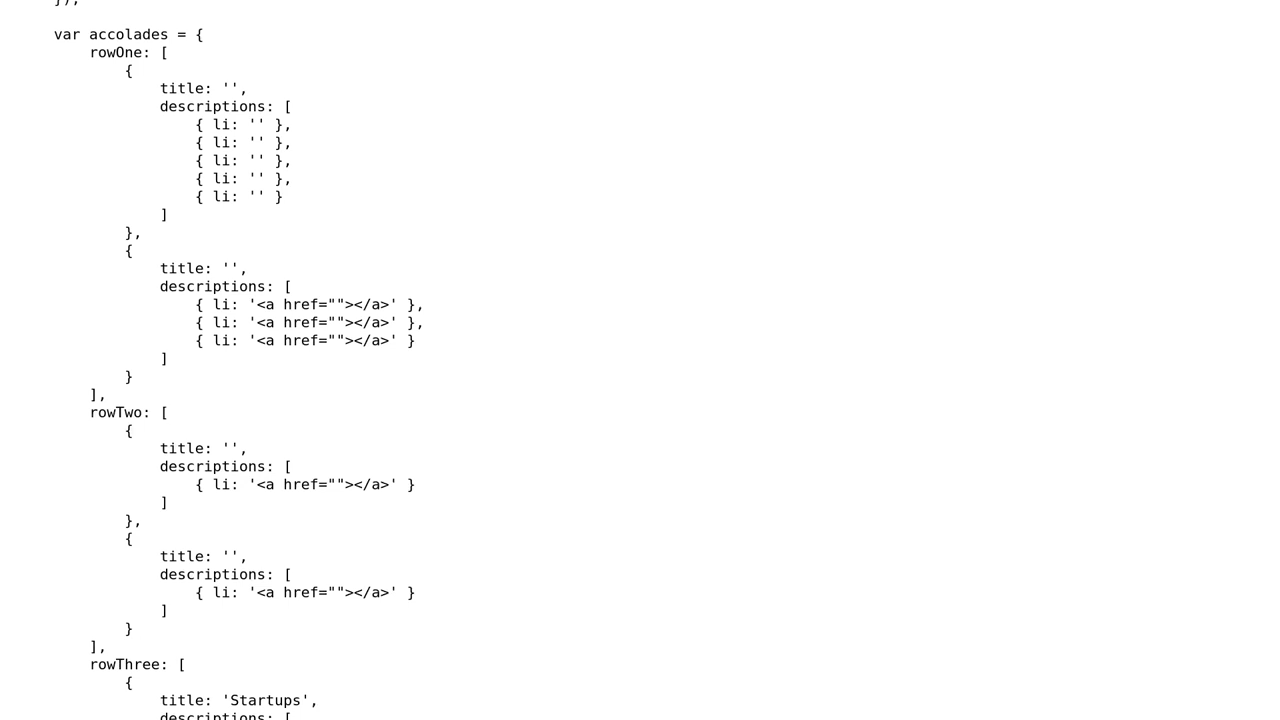 });
var accolades = {
    rowOne: [
        {
            title: '',
            descriptions: [
                { li: '' },
                { li: '' },
                { li: '' },
                { li: '' },
                { li: '' }
            ]
        },
        {
            title: '',
            descriptions: [
                { li: '<a href=""></a>' },
                { li: '<a href=""></a>' },
                { li: '<a href=""></a>' }
            ]
        }
    ],
    rowTwo: [
        {
            title: '',
            descriptions: [
                { li: '<a href=""></a>' }
            ]
        },
        {
            title: '',
            descriptions: [
                { li: '<a href=""></a>' }
            ]
        }
    ],
    rowThree: [
        {
            title: 'Startups',
            descriptions: [